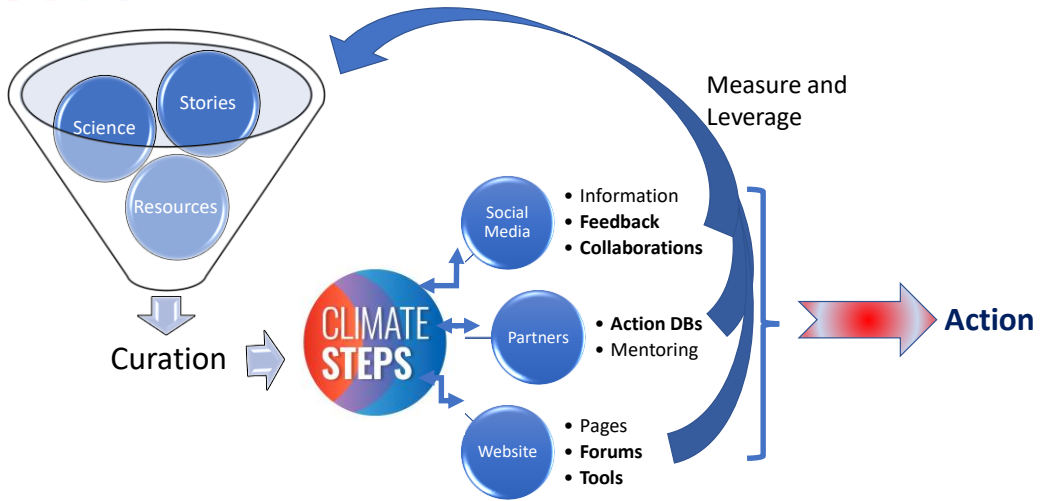 Stories
Science
Resources
Curation
CLIMATE
STEPS
Measure and
Leverage
Social
Media
• Information
• Feedback
• Collaborations
Partners
• Action DBs
• Mentoring
Website
• Pages
• Forums
• Tools
Action